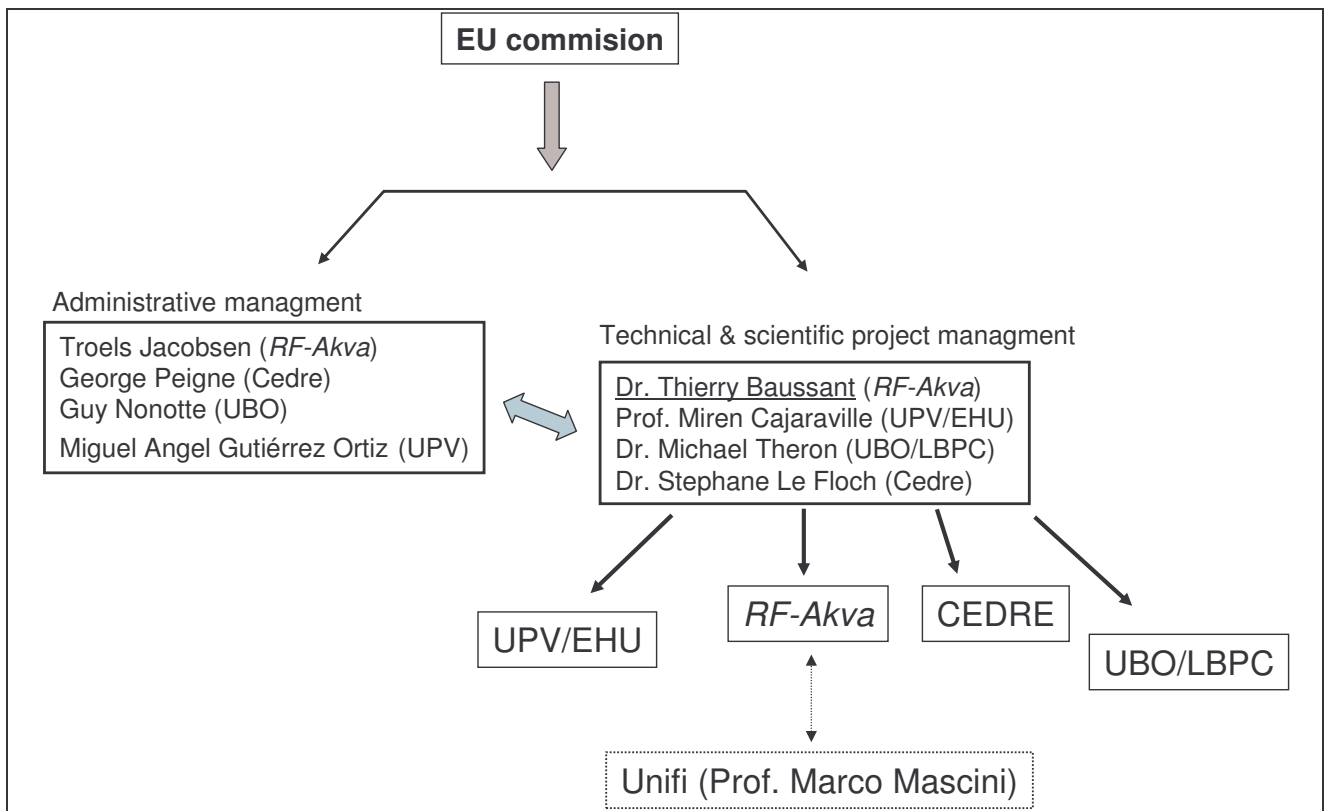 EU commision
Administrative managment
Troels Jacobsen (RF-Akva)
George Peigne (Cedre)
Guy Nonotte (UBO)
Miguel Angel Gutiérrez Ortiz (UPV)
Technical & scientific project managment
Dr. Thierry Baussant (RF-Akva)
Prof. Miren Cajaraville (UPV/EHU)
Dr. Michael Theron (UBO/LBPC)
Dr. Stephane Le Floch (Cedre)
UPV/EHU
RF-Akva
CEDRE
UBO/LBPC
Unifi (Prof. Marco Mascini)